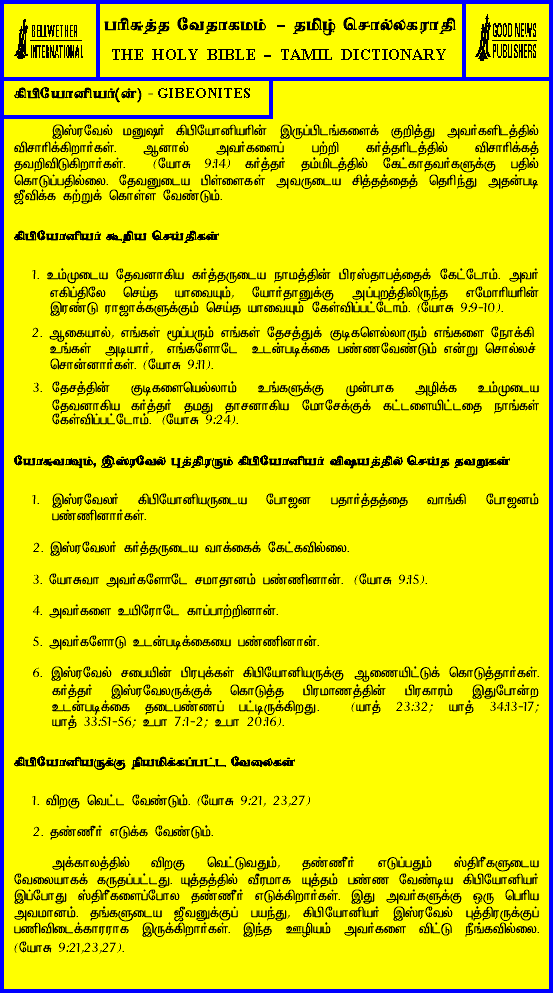 BELLWETHER INTERNATIONAL
பரிசுத்த வேதாகமம் – தமிழ் சொல்லகராதி
THE HOLY BIBLE – TAMIL DICTIONARY
GOOD NEWS PUBLISHERS
கிபியோனியர்(ன்) - GIBEONITES
இஸ்ரவேல் மனுஷர் கிபியோனியரின் இருப்பிடங்களைக் குறித்து அவர்களிடத்தில்
விசாரிக்கிறார்கள். ஆனால் அவர்களைப் பற்றி கர்த்தரிடத்தில் விசாரிக்கத்
தவறிவிடுகிறார்கள். (யோசு 9:14) கர்த்தர் தம்மிடத்தில் கேட்காதவர்களுக்கு பதில்
கொடுப்பதில்லை. தேவனுடைய பிள்ளைகள் அவருடைய சித்தத்தைத் தெரிந்து அதன்படி
ஜீவிக்க கற்றுக் கொள்ள வேண்டும்.
கிபியோனியர் கூறிய செய்திகள்
1. உம்முடைய தேவனாகிய கர்த்தருடைய நாமத்தின் பிரஸ்தாபத்தைக் கேட்டோம். அவர்
எகிப்திலே செய்த யாவையும், யோர்தானுக்கு அப்புறத்திலிருந்த எமோரியரின்
இரண்டு ராஜாக்களுக்கும் செய்த யாவையும் கேள்விப்பட்டோம். (யோசு 9:9-10).
2. ஆகையால், எங்கள் மூப்பரும் எங்கள் தேசத்துக் குடிகளெல்லாரும் எங்களை நோக்கி
உங்கள் அடியார், எங்களோடே உடன்படிக்கை பண்ணவேண்டும் என்று சொல்லச்
சொன்னார்கள். (யோசு 9:11).
3. தேசத்தின் குடிகளையெல்லாம் உங்களுக்கு முன்பாக அழிக்க உம்முடைய
தேவனாகிய கர்த்தர் தமது தாசனாகிய மோசேக்குக் கட்டளையிட்டதை நாங்கள்
கேள்விப்பட்டோம். (யோசு 9:24).
யோசுவாவும், இஸ்ரவேல் புத்திரரும் கிபியோனியர் விஷயத்தில் செய்த தவறுகள்
1. இஸ்ரவேலர் கிபியோனியருடைய போஜன பதார்த்தத்தை வாங்கி போஜனம்
பண்ணினார்கள்.
2. இஸ்ரவேலர் கர்த்தருடைய வாக்கைக் கேட்கவில்லை.
3. யோசுவா அவர்களோடே சமாதானம் பண்ணினான். (யோசு 9:15).
4. அவர்களை உயிரோடே காப்பாற்றினான்.
5. அவர்களோடு உடன்படிக்கையை பண்ணினான்.
6. இஸ்ரவேல் சபையின் பிரபுக்கள் கிபியோனியருக்கு ஆணையிட்டுக் கொடுத்தார்கள்.
கர்த்தர் இஸ்ரவேலருக்குக் கொடுத்த பிரமாணத்தின் பிரகாரம் இதுபோன்ற
உடன்படிக்கை தடைபண்ணப் பட்டிருக்கிறது. (யாத் 23:32; யாத் 34:13-17;
யாத் 33:51-56; உபா 7:1-2; உபா 20:16).
கிபியோனியருக்கு நியமிக்கப்பட்ட வேலைகள்
1. விறகு வெட்ட வேண்டும். (யோசு 9:21, 23,27)
2. தண்ணீர் எடுக்க வேண்டும்.
அக்காலத்தில் விறகு வெட்டுவதும், தண்ணீர் எடுப்பதும் ஸ்திரீகளுடைய
வேலையாகக் கருதப்பட்டது. யுத்தத்தில் வீரமாக யுத்தம் பண்ண வேண்டிய கிபியோனியர்
இப்போது ஸ்திரீகளைப்போல தண்ணீர் எடுக்கிறார்கள். இது அவர்களுக்கு ஒரு பெரிய
அவமானம். தங்களுடைய ஜீவனுக்குப் பயந்து, கிபியோனியர் இஸ்ரவேல் புத்திரருக்குப்
பணிவிடைக்காரராக இருக்கிறார்கள். இந்த ஊழியம் அவர்களை விட்டு நீங்கவில்லை.
(யோசு 9:21,23,27).